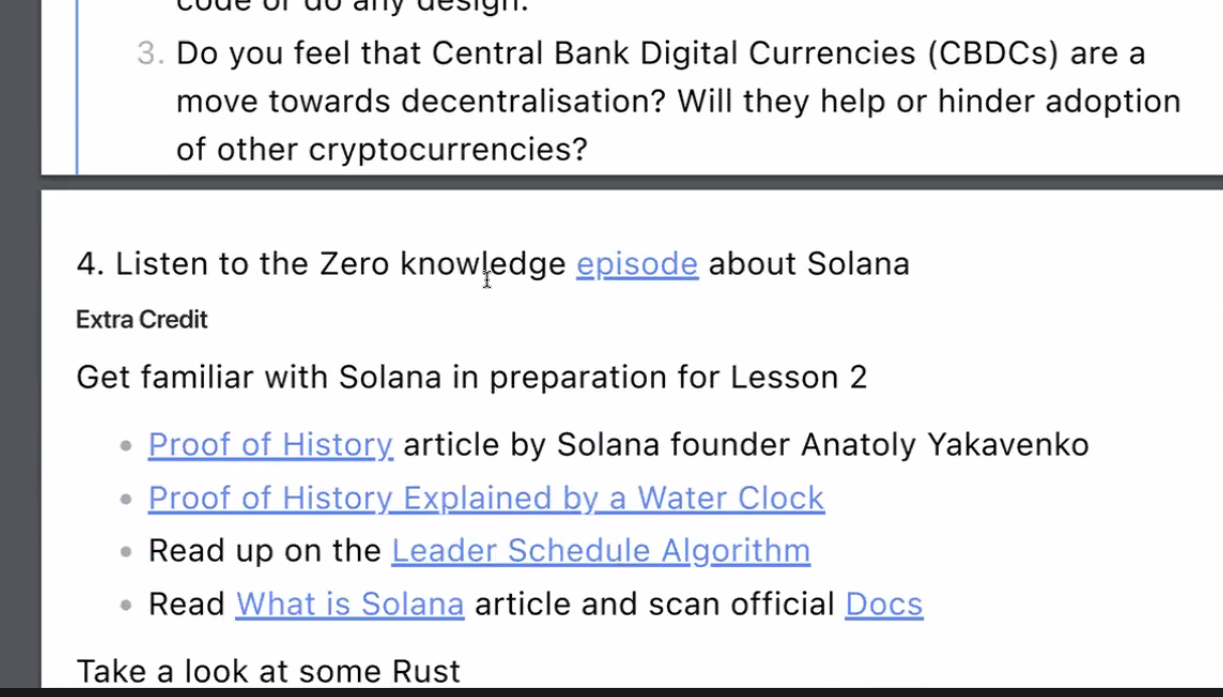 code or do any design.
3. Do you feel that Central Bank Digital Currencies (CBDCs) are a
move towards decentralisation? Will they help or hinder adoption
of other cryptocurrencies?
4. Listen to the Zero knowledge episode about Solana
Extra Credit
Get familiar with Solana in preparation for Lesson 2
• Proof of History article by Solana founder Anatoly Yakavenko
• Proof of History Explained by a Water Clock
• Read up on the Leader Schedule Algorithm
• Read What is Solana article and scan official Docs
Take a look at some Rust